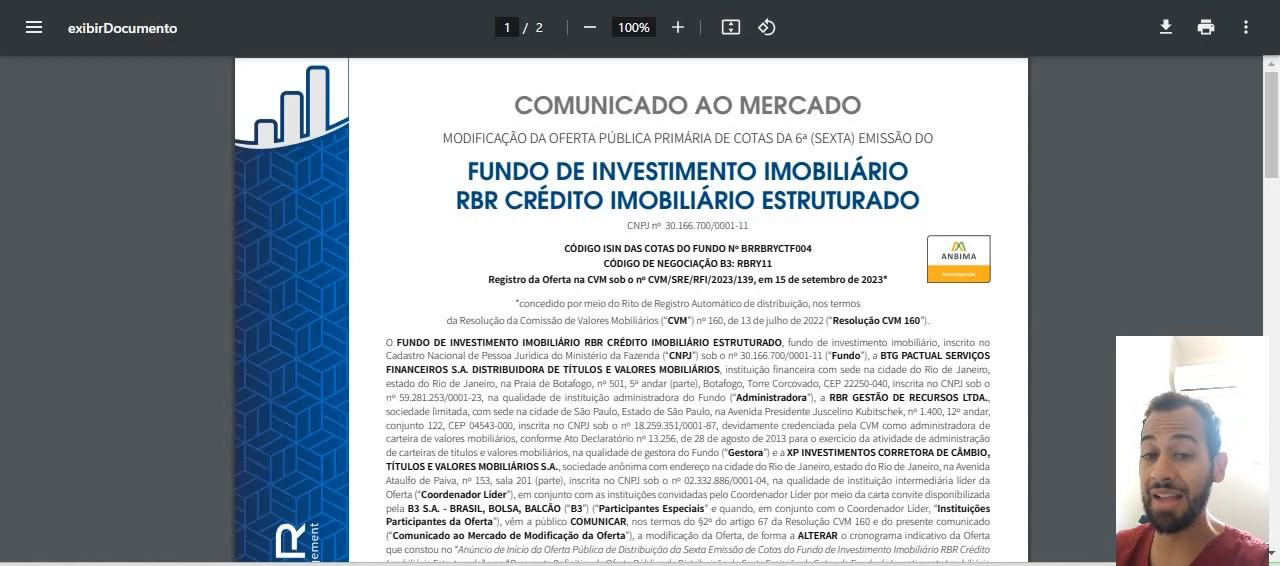 exibirDocumento
1 / 2
100%
COMUNICADO AO MERCADO
MODIFICAÇÃO DA OFERTA PÚBLICA PRIMÁRIA DE COTAS DA 6ª (SEXTA) EMISSÃO DO
FUNDO DE INVESTIMENTO IMOBILIÁRIO
RBR CRÉDITO IMOBILIÁRIO ESTRUTURADO
CNPJ nº 30.166.700/0001-11
CÓDIGO ISIN DAS COTAS DO FUNDO Nº BRRBRYCTF004
CÓDIGO DE NEGOCIAÇÃO B3: RBRY11
Registro da Oferta na CVM sob o nº CVM/SRE/RFI/2023/139, em 15 de setembro de 2023*
ANBIMA
*concedido por meio do Rito de Registro Automático de distribuição, nos termos
da Resolução da Comissão de Valores Mobiliários (“CVM”) nº 160, de 13 de julho de 2022 (“Resolução CVM 160”).
O FUNDO DE INVESTIMENTO IMOBILIÁRIO RBR CRÉDITO IMOBILIÁRIO ESTRUTURADO, fundo de investimento imobiliário, inscrito no
Cadastro Nacional de Pessoa Jurídica do Ministério da Fazenda (“CNPJ”) sob o nº 30.166.700/0001-11 (“Fundo”), a BTG PACTUAL SERVIÇOS
FINANCEIROS S.A. DISTRIBUIDORA DE TÍTULOS E VALORES MOBILIÁRIOS, instituição financeira com sede na cidade do Rio de Janeiro,
estado do Rio de Janeiro, na Praia de Botafogo, nº 501, 5º andar (parte), Botafogo, Torre Corcovado, CEP 22250-040, inscrita no CNPJ sob o
nº 59.281.253/0001-23, na qualidade de instituição administradora do Fundo (“Administradora”), a RBR GESTÃO DE RECURSOS LTDA.,
sociedade limitada, com sede na cidade de São Paulo, Estado de São Paulo, na Avenida Presidente Juscelino Kubitschek, nº 1.400, 12º andar,
conjunto 122, CEP 04543-000, inscrita no CNPJ sob o nº 18.259.351/0001-87, devidamente credenciada pela CVM como administradora de
carteira de valores mobiliários, conforme Ato Declaratório nº 13.256, de 28 de agosto de 2013 para o exercício da atividade de administração
de carteiras de títulos e valores mobiliários, na qualidade de gestora do Fundo (“Gestora”) e a XP INVESTIMENTOS CORRETORA DE CÂMBIO,
TÍTULOS E VALORES MOBILIÁRIOS S.A., sociedade anônima com endereço na cidade do Rio de Janeiro, estado do Rio de Janeiro, na Avenida
Ataulfo de Paiva, nº 153, sala 201 (parte), inscrita no CNPJ sob o nº 02.332.886/0001-04, na qualidade de instituição intermediária líder da
Oferta (“Coordenador Líder”), em conjunto com as instituições convidadas pelo Coordenador Líder por meio da carta convite disponibilizada
pela B3 S.A. - BRASIL, BOLSA, BALCÃO (“B3”) (“Participantes Especiais” e quando, em conjunto com o Coordenador Líder, “Instituições
Participantes da Oferta”), vêm a público COMUNICAR, nos termos do §2º do artigo 67 da Resolução CVM 160 e do presente comunicado
(“Comunicado ao Mercado de Modificação da Oferta”), a modificação da Oferta, de forma a ALTERAR o cronograma indicativo da Oferta
que constou no “Anúncio de Início da Oferta Pública de Distribuição da Sexta Emissão de Cotas do Fundo de Investimento Imobiliário RBR Crédito
R
ement